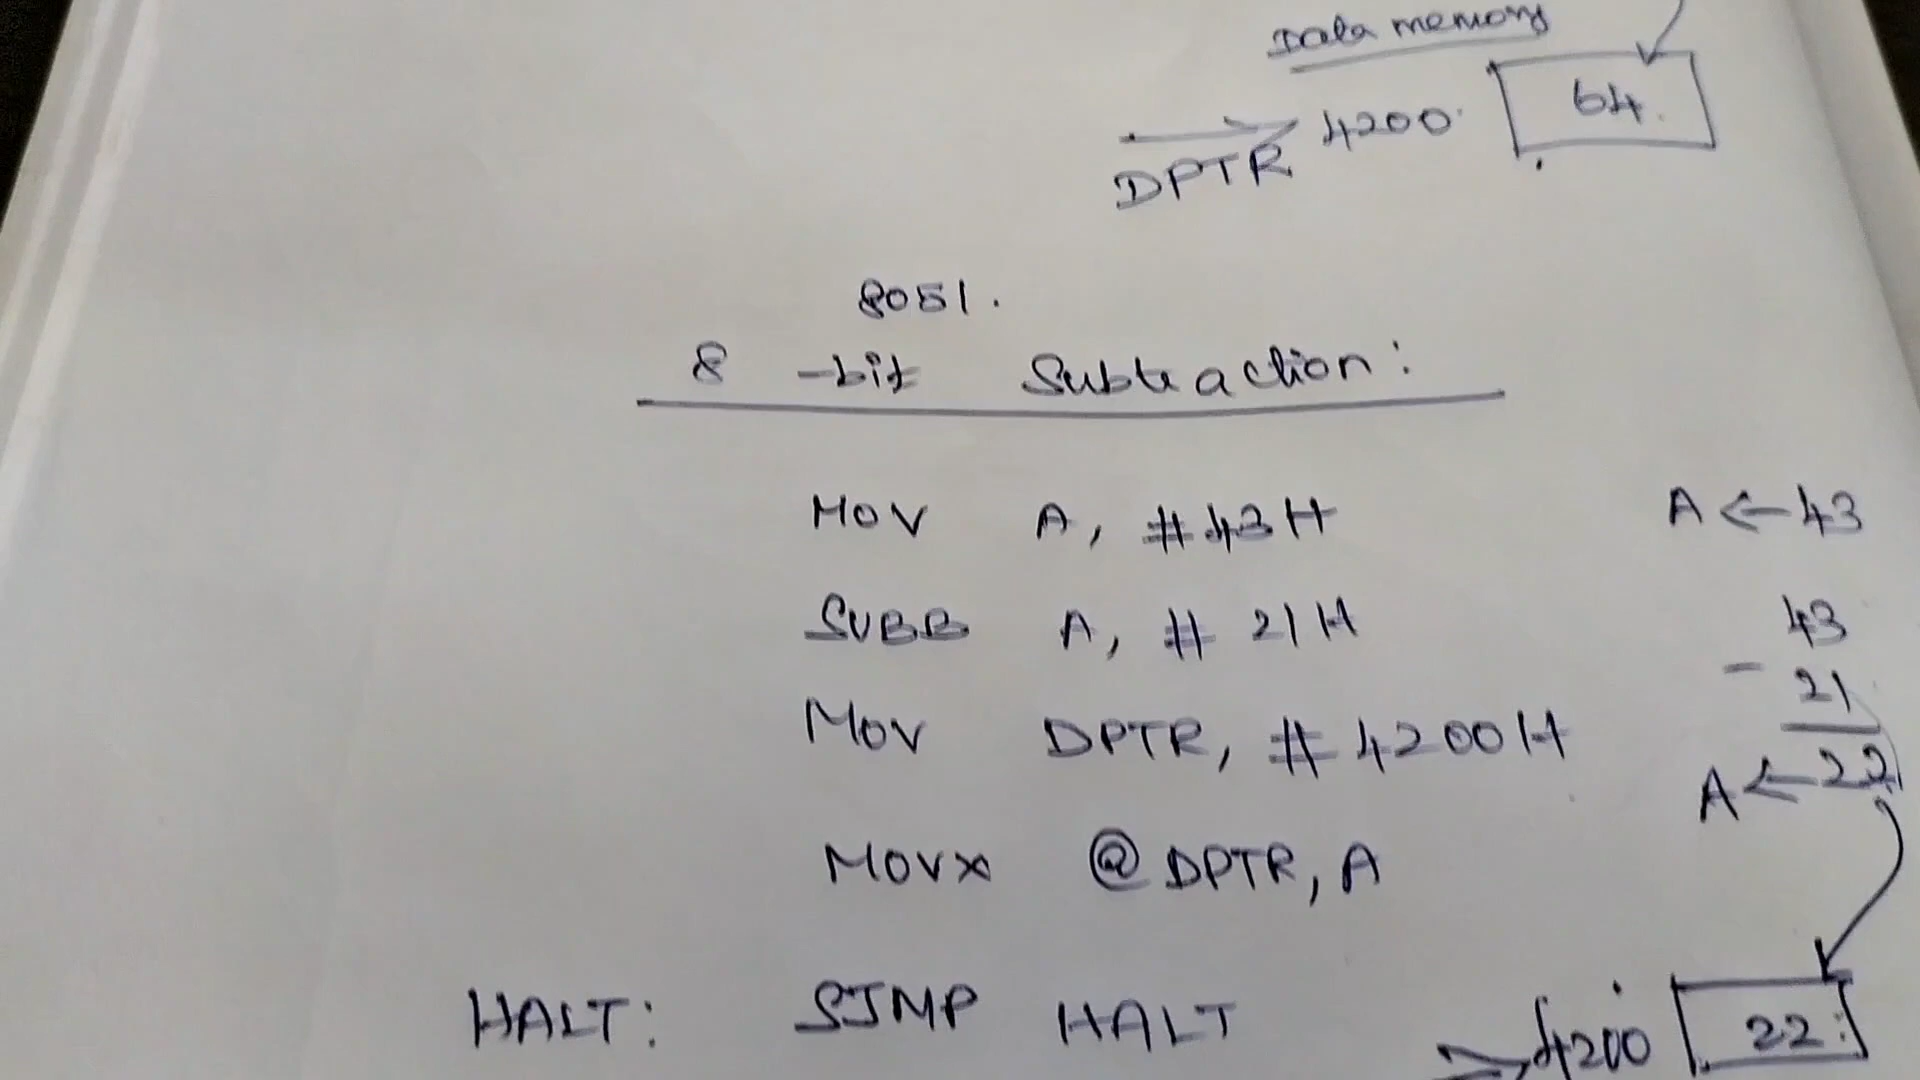 Data memory
DPTR 4200 64
8051.
8 -bit Subtraction:
MOV A, #43H A ← 43
SUBB A, # 21H 43
- 21
MOV DPTR, #4200H A ← 22
MOVX @DPTR, A
HALT: SJMP HALT 4200 22